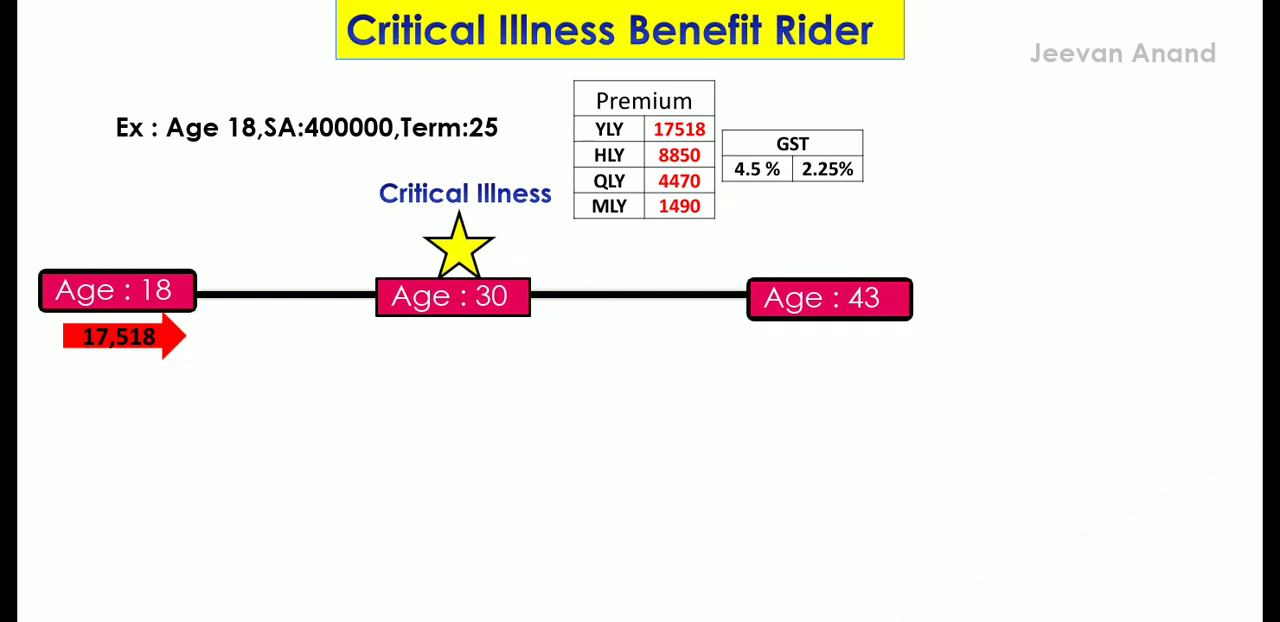 Critical Illness Benefit Rider
Jeevan Anand
Ex : Age 18,SA:400000,Term:25
Premium
YLY 17518
HLY 8850
QLY 4470
MLY 1490
GST
4.5 % 2.25%
Critical Illness
Age : 18
Age : 30
Age : 43
17,518